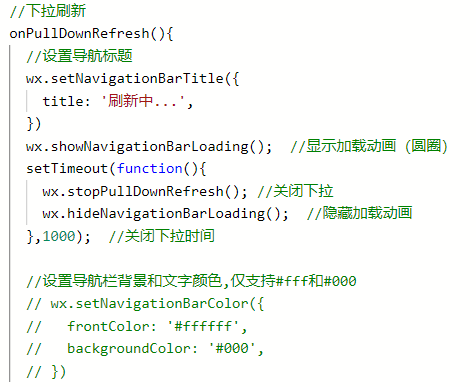 //下拉刷新
onPullDownRefresh(){
//设置导航标题
wx.setNavigationBarTitle({
title: '刷新中...',
})
wx.showNavigationBarLoading(); //显示加载动画 (圆圈)
setTimeout(function(){
wx.stopPullDownRefresh(); //关闭下拉
wx.hideNavigationBarLoading(); //隐藏加载动画
},1000); //关闭下拉时间
//设置导航栏背景和文字颜色,仅支持#fff和#000
// wx.setNavigationBarColor({
// frontColor: '#ffffff',
// backgroundColor: '#000',
// })